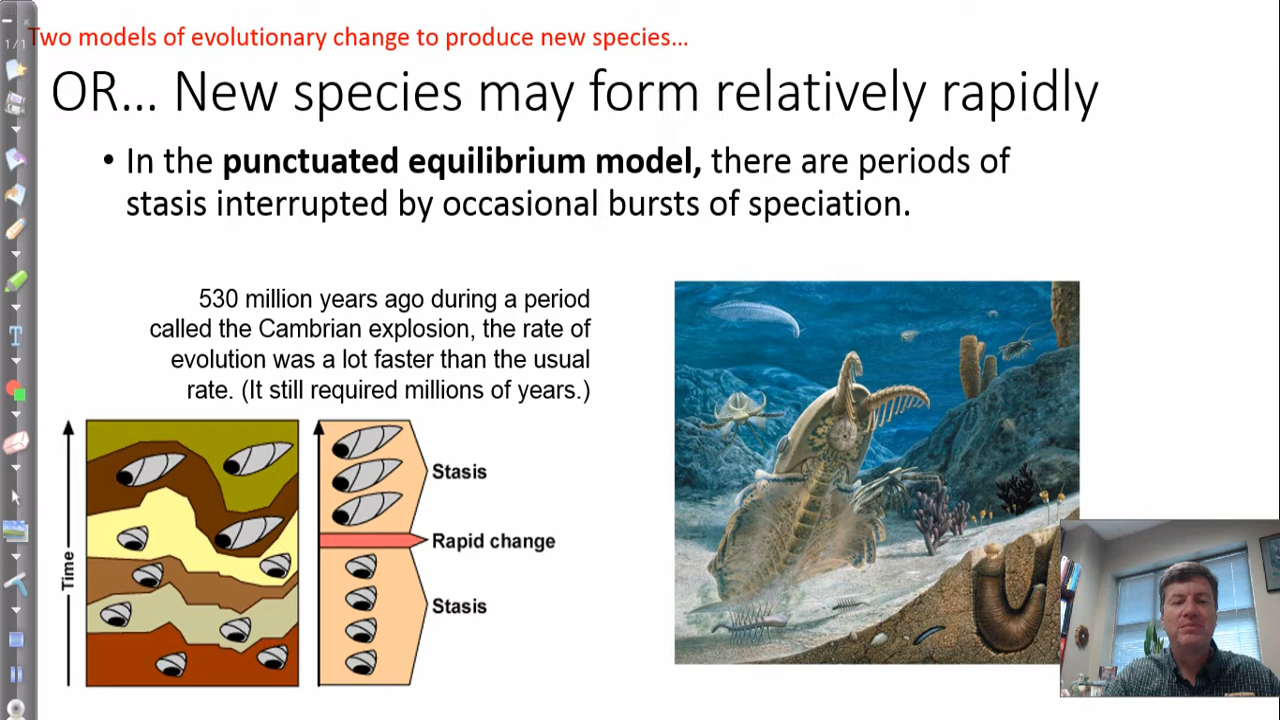 Two models of evolutionary change to produce new species…
1/1
OR… New species may form relatively rapidly
• In the punctuated equilibrium model, there are periods of
stasis interrupted by occasional bursts of speciation.
530 million years ago during a period
called the Cambrian explosion, the rate of
evolution was a lot faster than the usual
rate. (It still required millions of years.)
Time
Stasis
Rapid change
Stasis